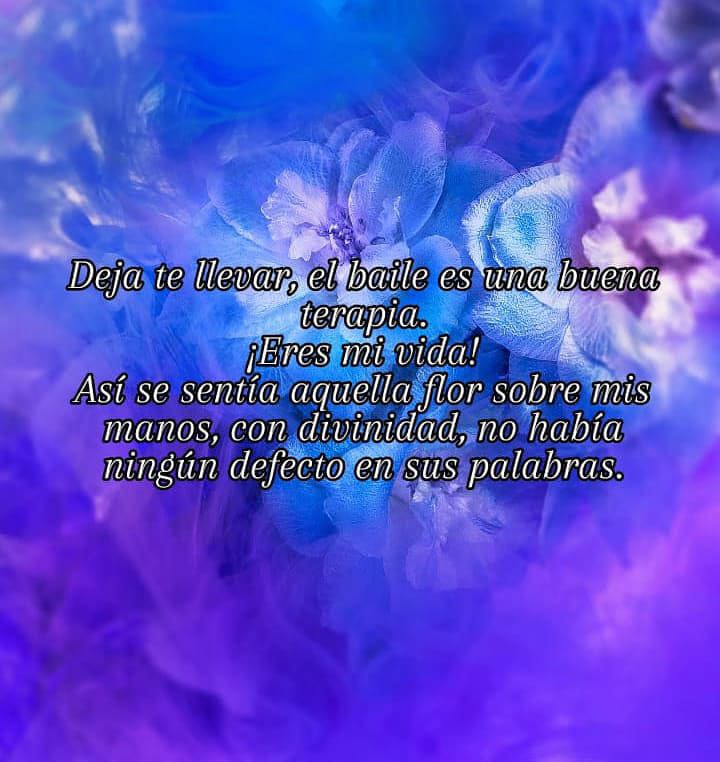 Deja te llevar, el baile es una buena
terapia.
¡Eres mi vida!
Así se sentía aquella flor sobre mis
manos, con divinidad, no había
ningún defecto en sus palabras.